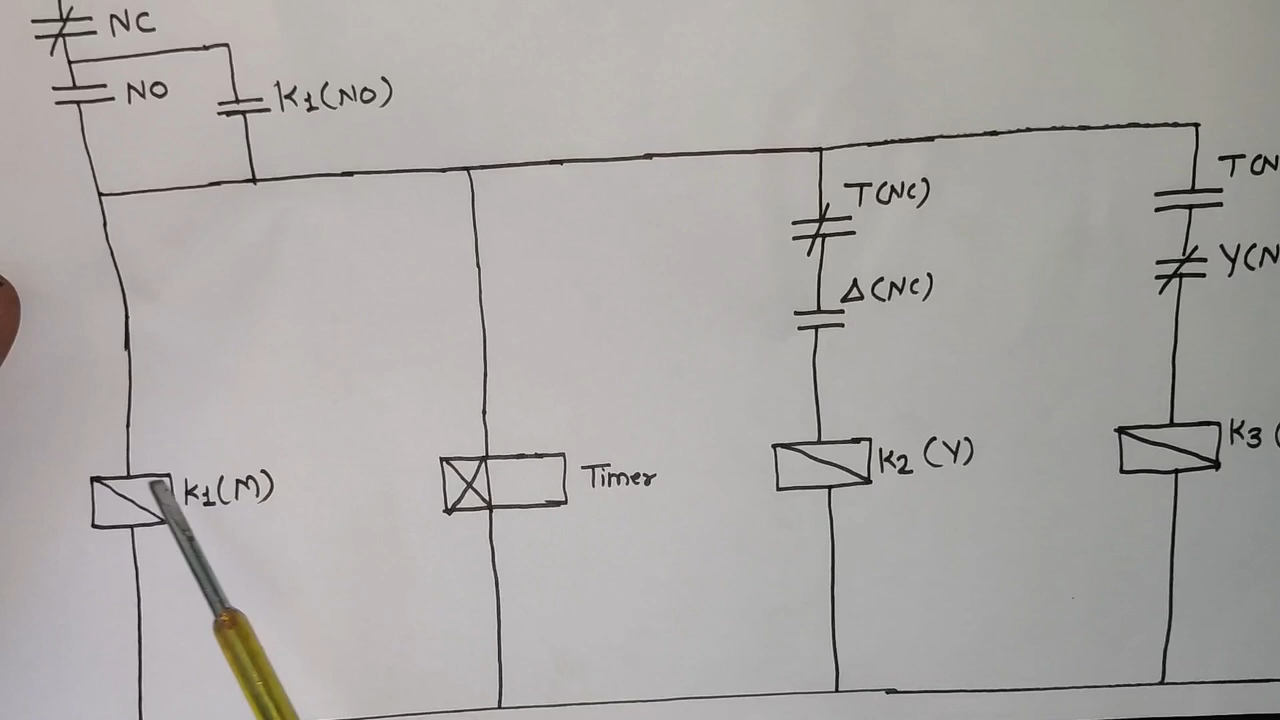 NC
NO
K1(NO)
T(NC)
Δ(NC)
K2 (Y)
K1(M)
Timer
K3